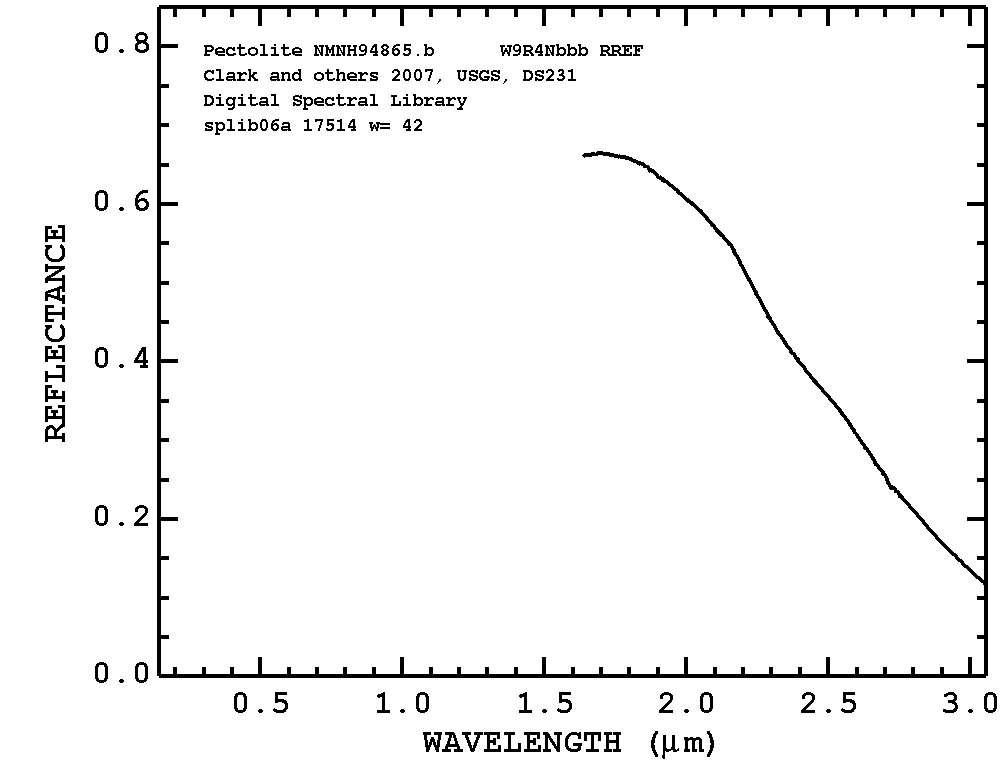 Pectolite NMNH94865.b W9R4Nbbb RREF
Clark and others 2007, USGS, DS231
Digital Spectral Library
splib06a 17514 w= 42
0.8
0.6
0.4
0.2
0.0
REFLECTANCE
0.5 1.0 1.5 2.0 2.5 3.0
WAVELENGTH (μm)